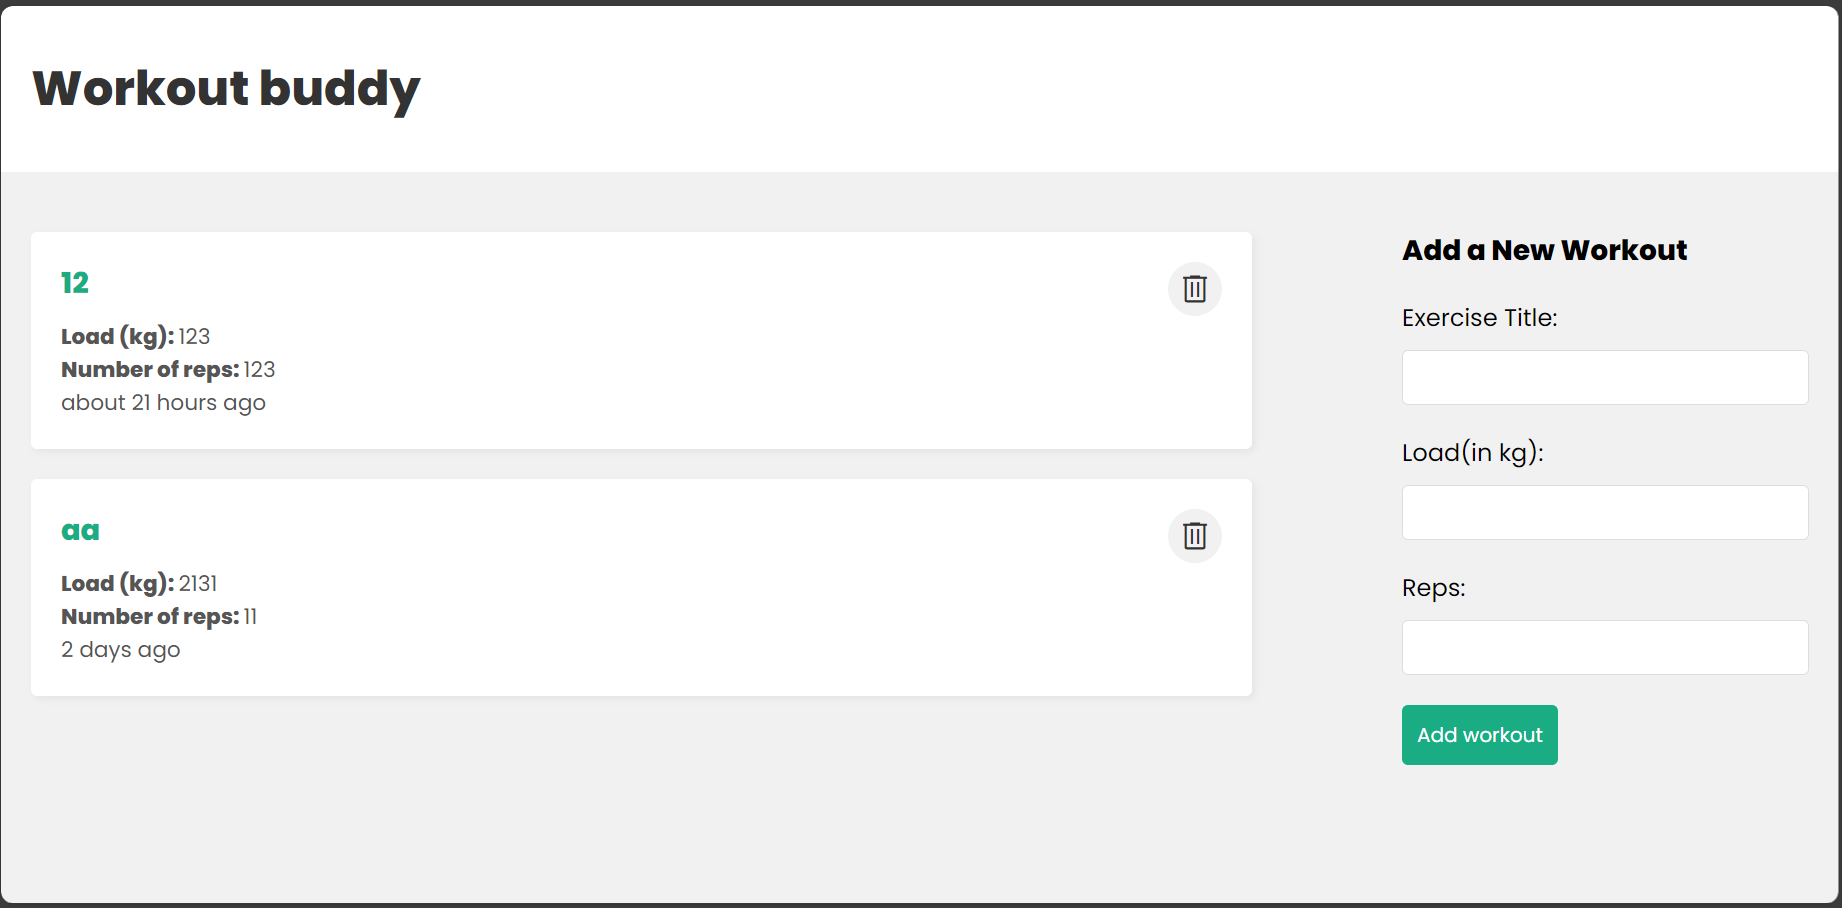 Workout buddy
12
Load (kg): 123
Number of reps: 123
about 21 hours ago
aa
Load (kg): 2131
Number of reps: 11
2 days ago
Add a New Workout
Exercise Title:
Load(in kg):
Reps:
Add workout